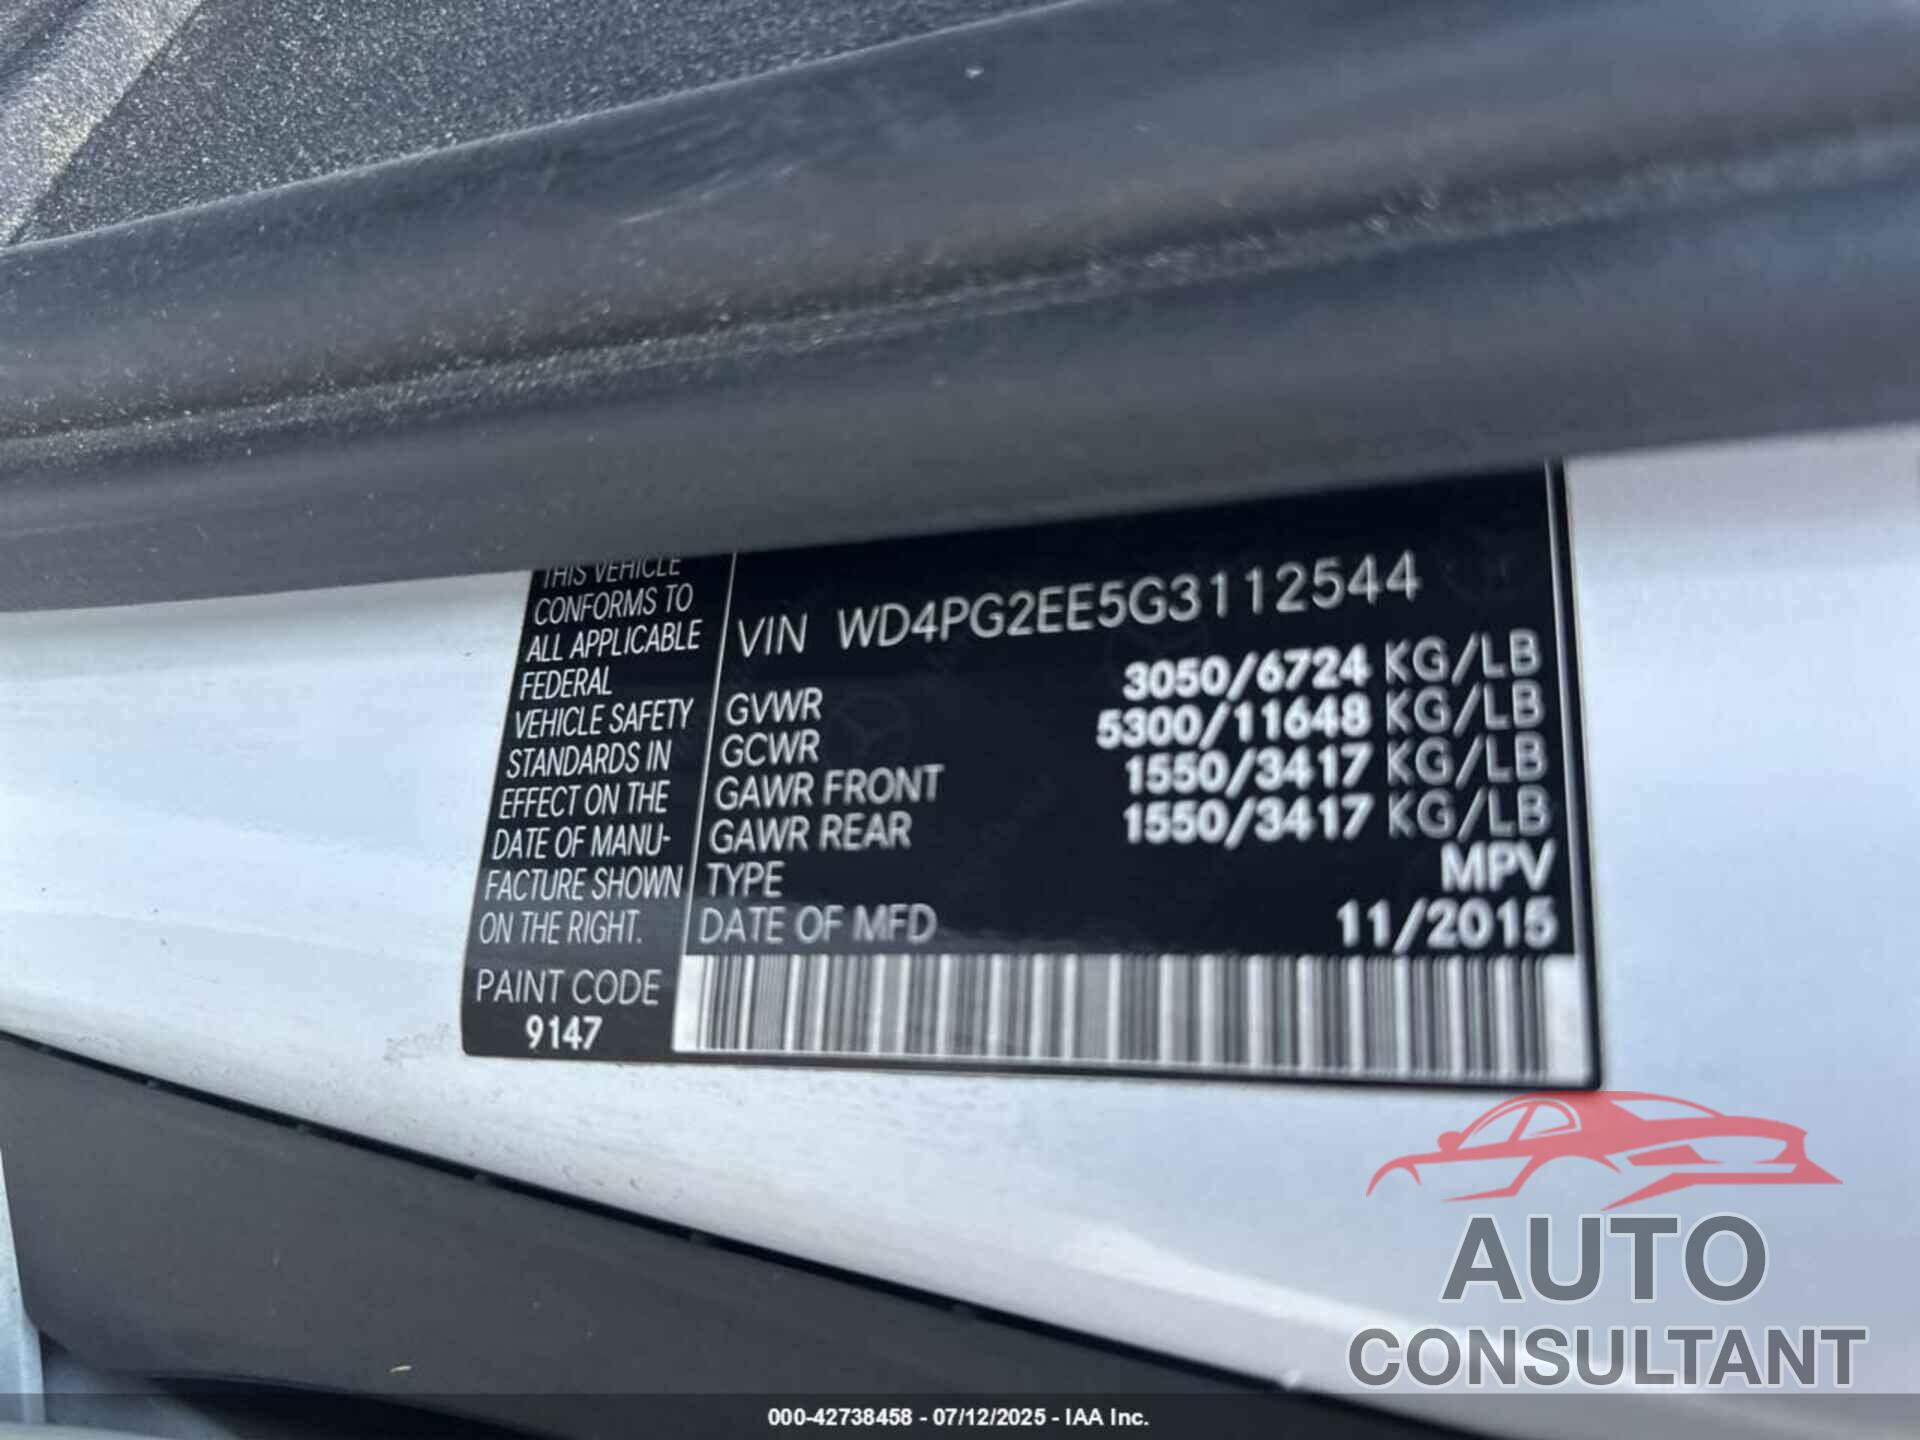 THIS VEHICLE
CONFORMS TO
ALL APPLICABLE
FEDERAL
VEHICLE SAFETY
STANDARDS IN
EFFECT ON THE
DATE OF MANU-
FACTURE SHOWN
ON THE RIGHT.
PAINT CODE
9147
VIN WD4PG2EE5G3112544
GVWR 3050/6724 KG/LB
GCWR 5300/11648 KG/LB
GAWR FRONT 1550/3417 KG/LB
GAWR REAR 1550/3417 KG/LB
TYPE MPV
DATE OF MFD 11/2015
AUTO
CONSULTANT
000-42738458 - 07/12/2025 - IAA Inc.